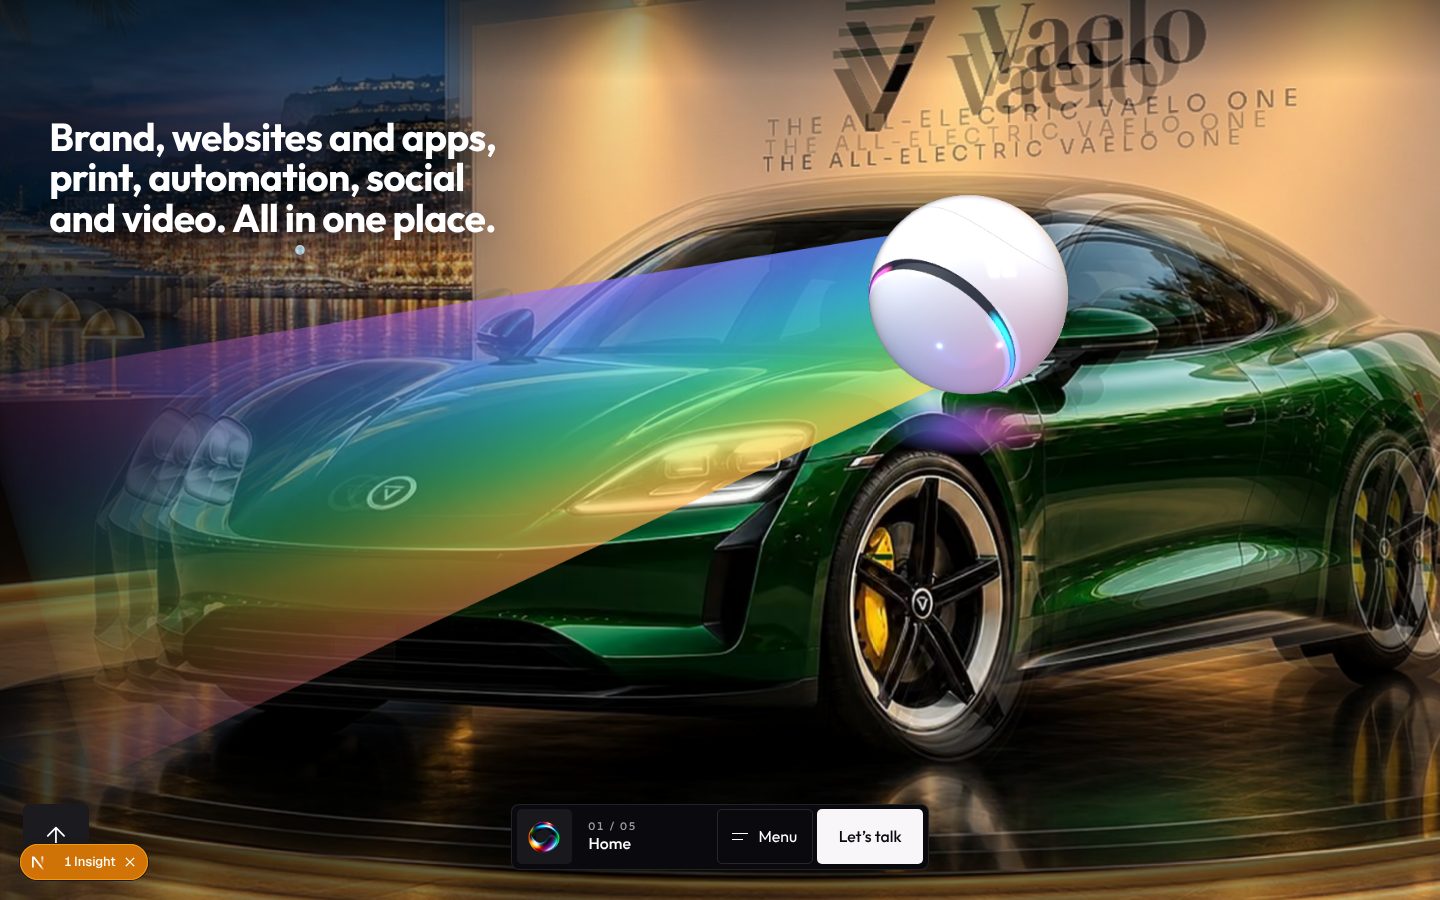 Vaelo
Vaelo
THE ALL-ELECTRIC VAELO ONE
THE ALL-ELECTRIC VAELO ONE
THE ALL-ELECTRIC VAELO ONE
Brand, websites and apps,
print, automation, social
and video. All in one place.
01 / 05
Home
Menu
Let's talk
1 Insight